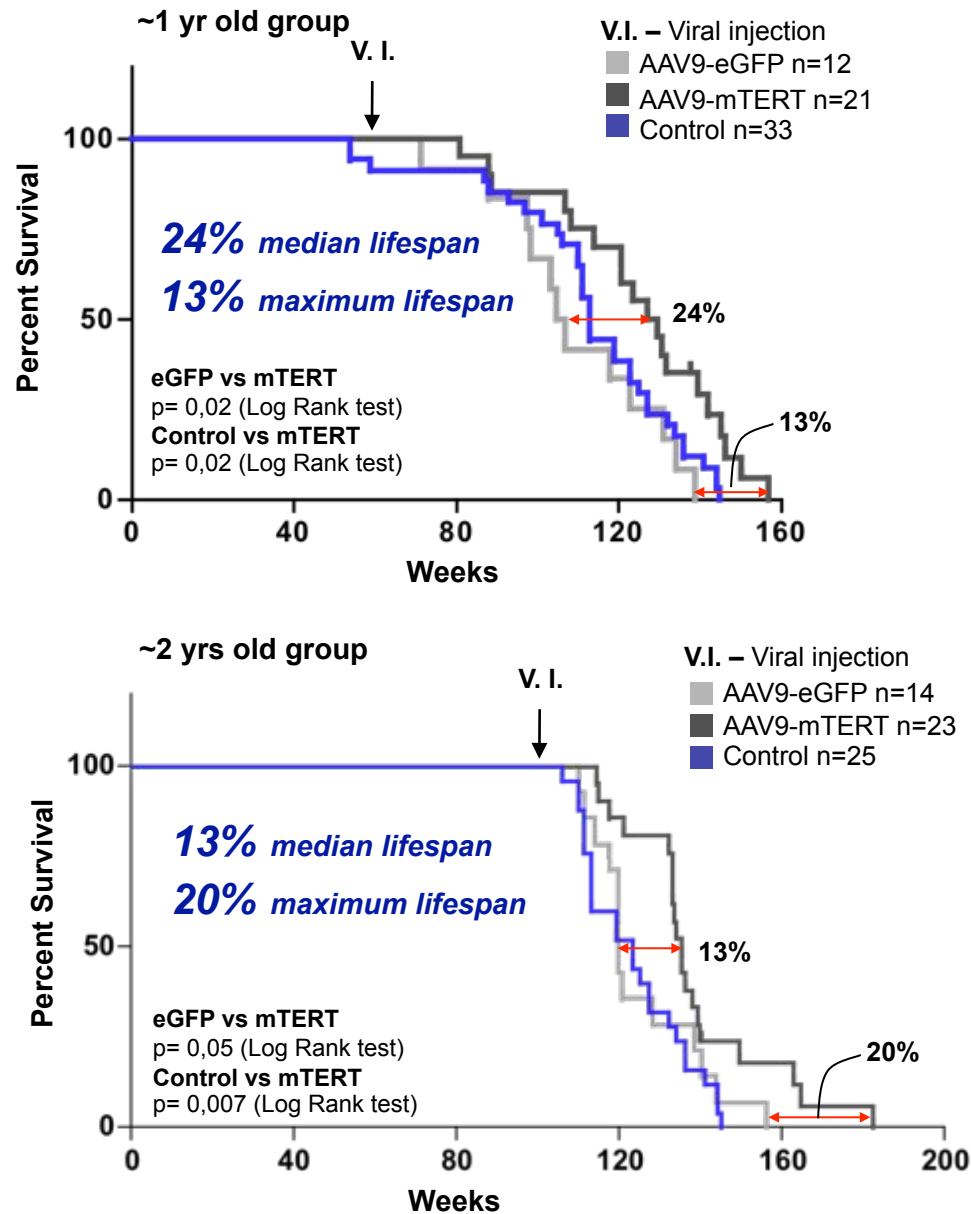 ~1 yr old group
V. I.
V.I. – Viral injection
AAV9-eGFP n=12
AAV9-mTERT n=21
Control n=33
Percent Survival
100
50
0
24% median lifespan
13% maximum lifespan
24%
13%
eGFP vs mTERT
p= 0,02 (Log Rank test)
Control vs mTERT
p= 0,02 (Log Rank test)
0 40 80 120 160
Weeks
~2 yrs old group
V. I.
V.I. – Viral injection
AAV9-eGFP n=14
AAV9-mTERT n=23
Control n=25
Percent Survival
100
50
0
13% median lifespan
20% maximum lifespan
13%
20%
eGFP vs mTERT
p= 0,05 (Log Rank test)
Control vs mTERT
p= 0,007 (Log Rank test)
0 40 80 120 160 200
Weeks